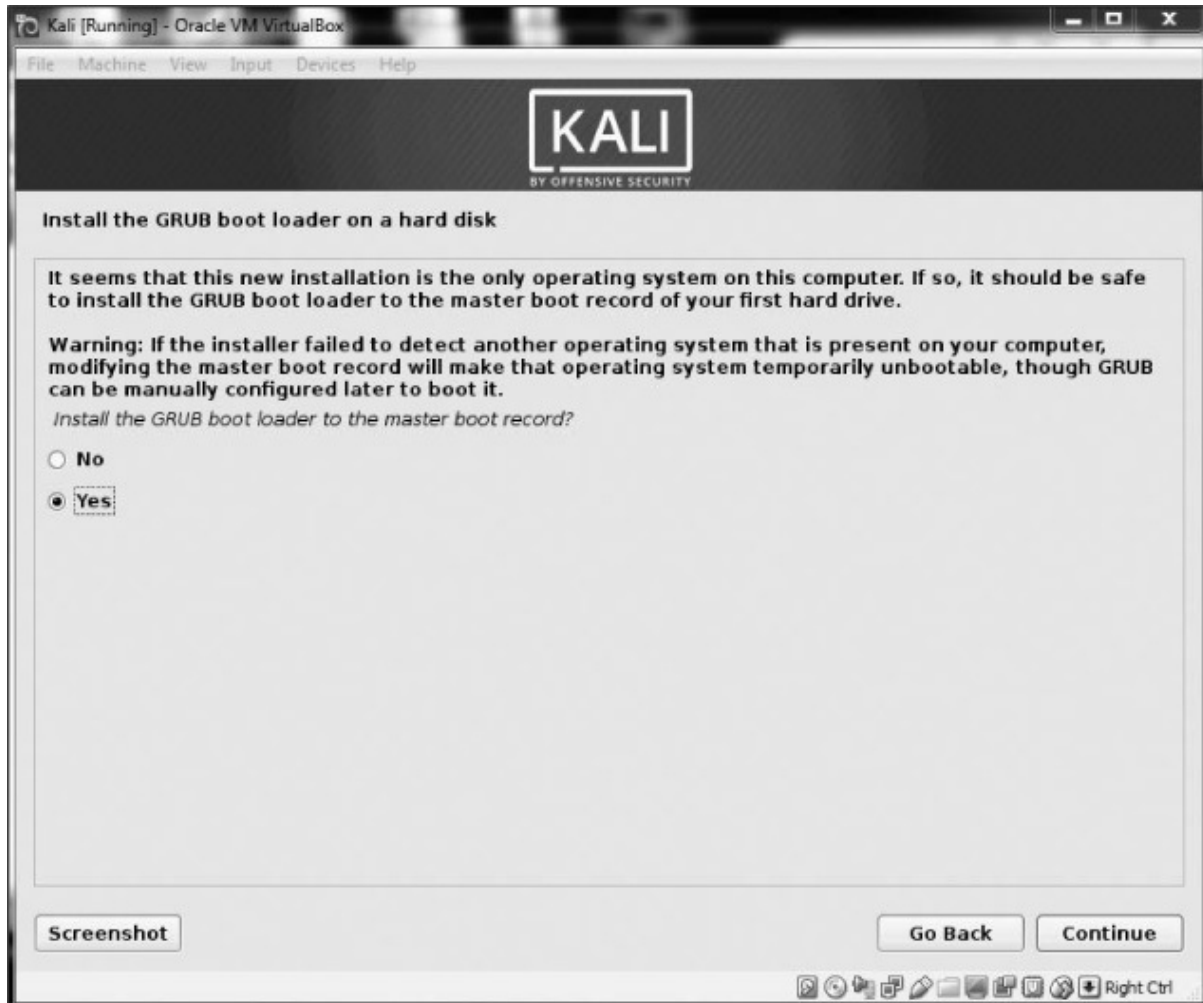 Kali [Running] - Oracle VM VirtualBox
File Machine View Input Devices Help
KALI
BY OFFENSIVE SECURITY
Install the GRUB boot loader on a hard disk
It seems that this new installation is the only operating system on this computer. If so, it should be safe
to install the GRUB boot loader to the master boot record of your first hard drive.
Warning: If the installer failed to detect another operating system that is present on your computer,
modifying the master boot record will make that operating system temporarily unbootable, though GRUB
can be manually configured later to boot it.
Install the GRUB boot loader to the master boot record?
No
Yes
Screenshot
Go Back
Continue
Right Ctrl